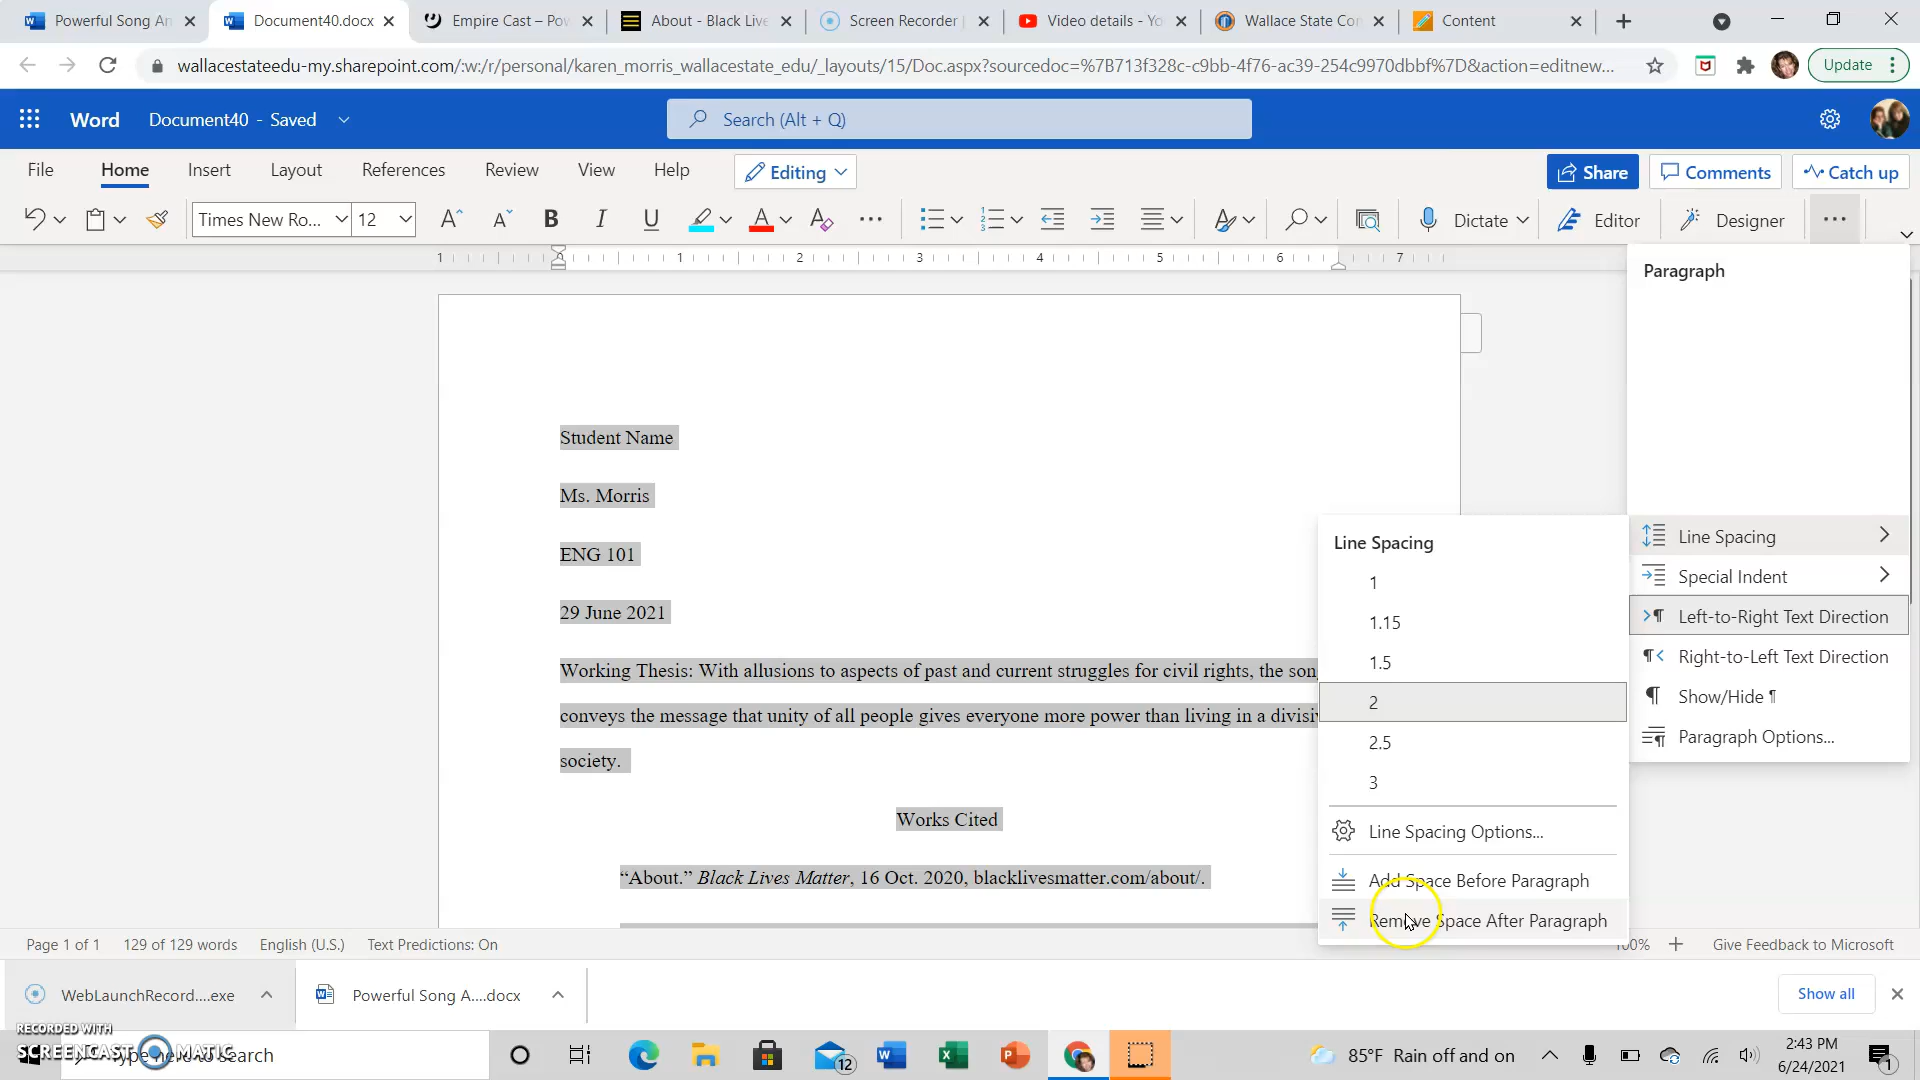 Powerful Song An
Document40.docx
Empire Cast – Pow
About - Black Live
Screen Recorder
Video details - Yo
Wallace State Co
Content
wallacestateedu-my.sharepoint.com/:w:/r/personal/karen_morris_wallacestate_edu/_layouts/15/Doc.aspx?sourcedoc=%7B713f328c-c9bb-4f76-ac39-254c9970dbbf%7D&action=editnew...
Update
Word
Document40 - Saved
Search (Alt + Q)
File
Home
Insert
Layout
References
Review
View
Help
Editing
Share
Comments
Catch up
Times New Ro...
12
Dictate
Editor
Designer
1 1 2 3 4 5 6 7
Paragraph
Line Spacing
Special Indent
Left-to-Right Text Direction
Right-to-Left Text Direction
Show/Hide ¶
Paragraph Options...
Line Spacing
1
1.15
1.5
2
2.5
3
Line Spacing Options...
Add Space Before Paragraph
Remove Space After Paragraph
Student Name
Ms. Morris
ENG 101
29 June 2021
Working Thesis: With allusions to aspects of past and current struggles for civil rights, the son
conveys the message that unity of all people gives everyone more power than living in a divisi
society.
Works Cited
“About.” Black Lives Matter, 16 Oct. 2020, blacklivesmatter.com/about/.
Page 1 of 1
129 of 129 words
English (U.S.)
Text Predictions: On
100%
Give Feedback to Microsoft
WebLaunchRecord....exe
Powerful Song A....docx
Show all
RECORDED WITH
SCREENCAST MATIC
Type here to search
12
85°F Rain off and on
2:43 PM
6/24/2021
1